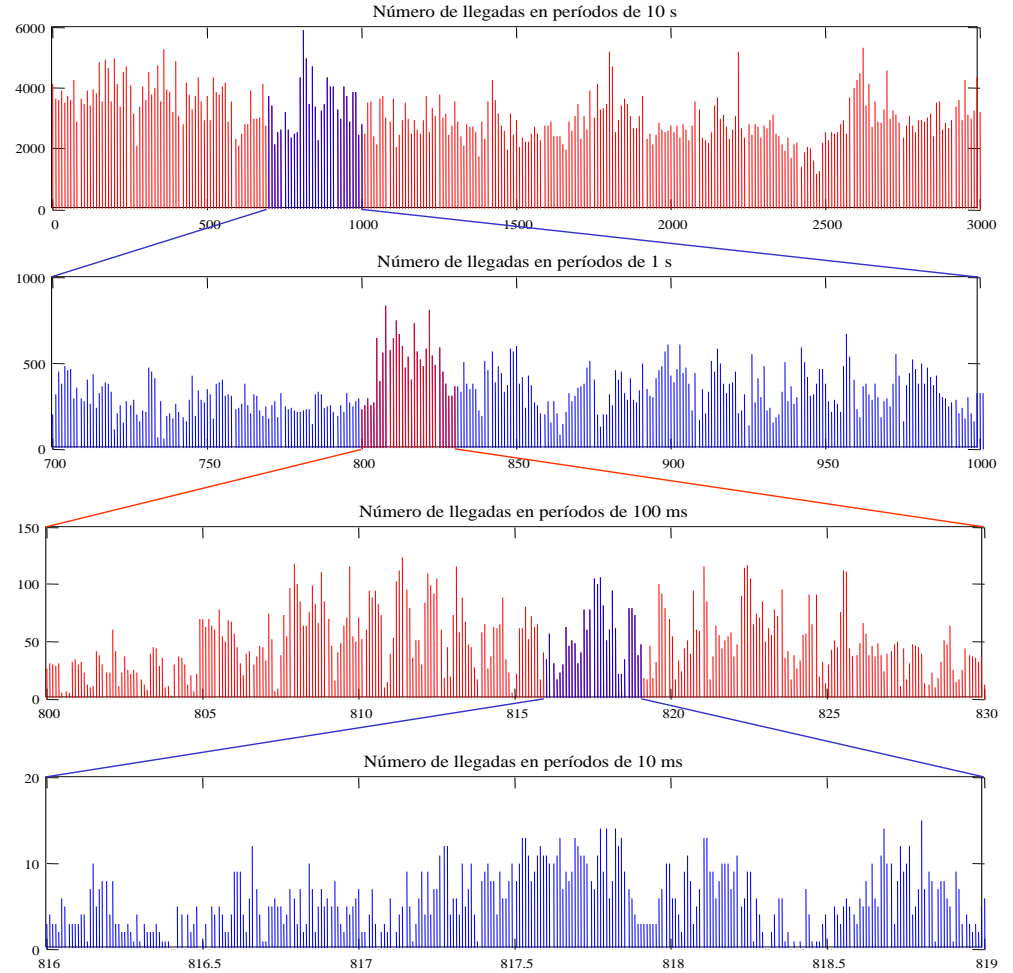 Número de llegadas en períodos de 10 s
6000
4000
2000
0
0 500 1000 1500 2000 2500 3000
Número de llegadas en períodos de 1 s
1000
500
0
700 750 800 850 900 950 1000
Número de llegadas en períodos de 100 ms
150
100
50
0
800 805 810 815 820 825 830
Número de llegadas en períodos de 10 ms
20
10
0
816 816.5 817 817.5 818 818.5 819